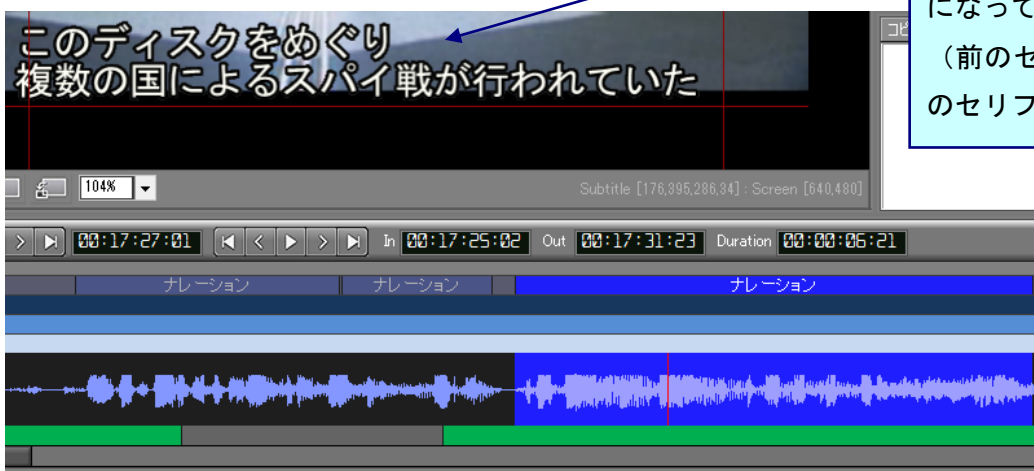 になって
コピ
（前のセ
のセリフ
このディスクをめぐり
複数の国によるスパイ戦が行われていた
104%
Subtitle [176,395,286,34] : Screen [640,480]
00:17:27:01 In 00:17:25:02 Out 00:17:31:23 Duration 00:00:06:21
ナレーション ナレーション ナレーション